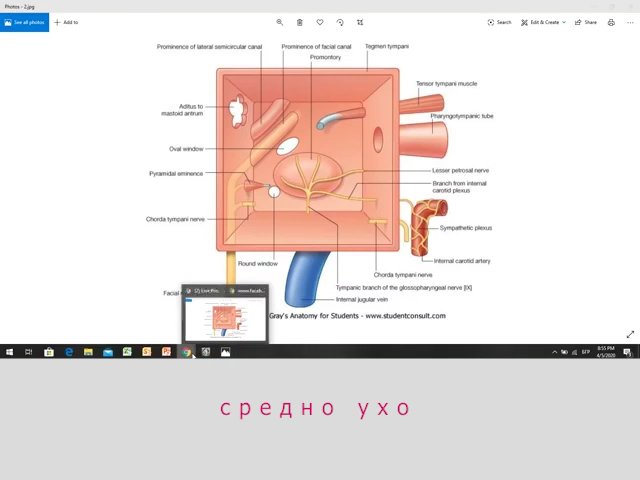 Photos - 2.jpg
See all photos
Add to
Search
Edit & Create
Share
Prominence of lateral semicircular canal
Prominence of facial canal
Tegmen tympani
Promontory
Tensor tympani muscle
Pharyngotympanic tube
Aditus to
mastoid antrum
Oval window
Pyramidal eminence
Lesser petrosal nerve
Branch from internal
carotid plexus
Chorda tympani nerve
Sympathetic plexus
Round window
Internal carotid artery
Chorda tympani nerve
Facial
Tympanic branch of the glossopharyngeal nerve [IX]
Internal jugular vein
Gray's Anatomy for Students - www.studentconsult.com
БГР
8:55 PM
4/5/2020
средно ухо